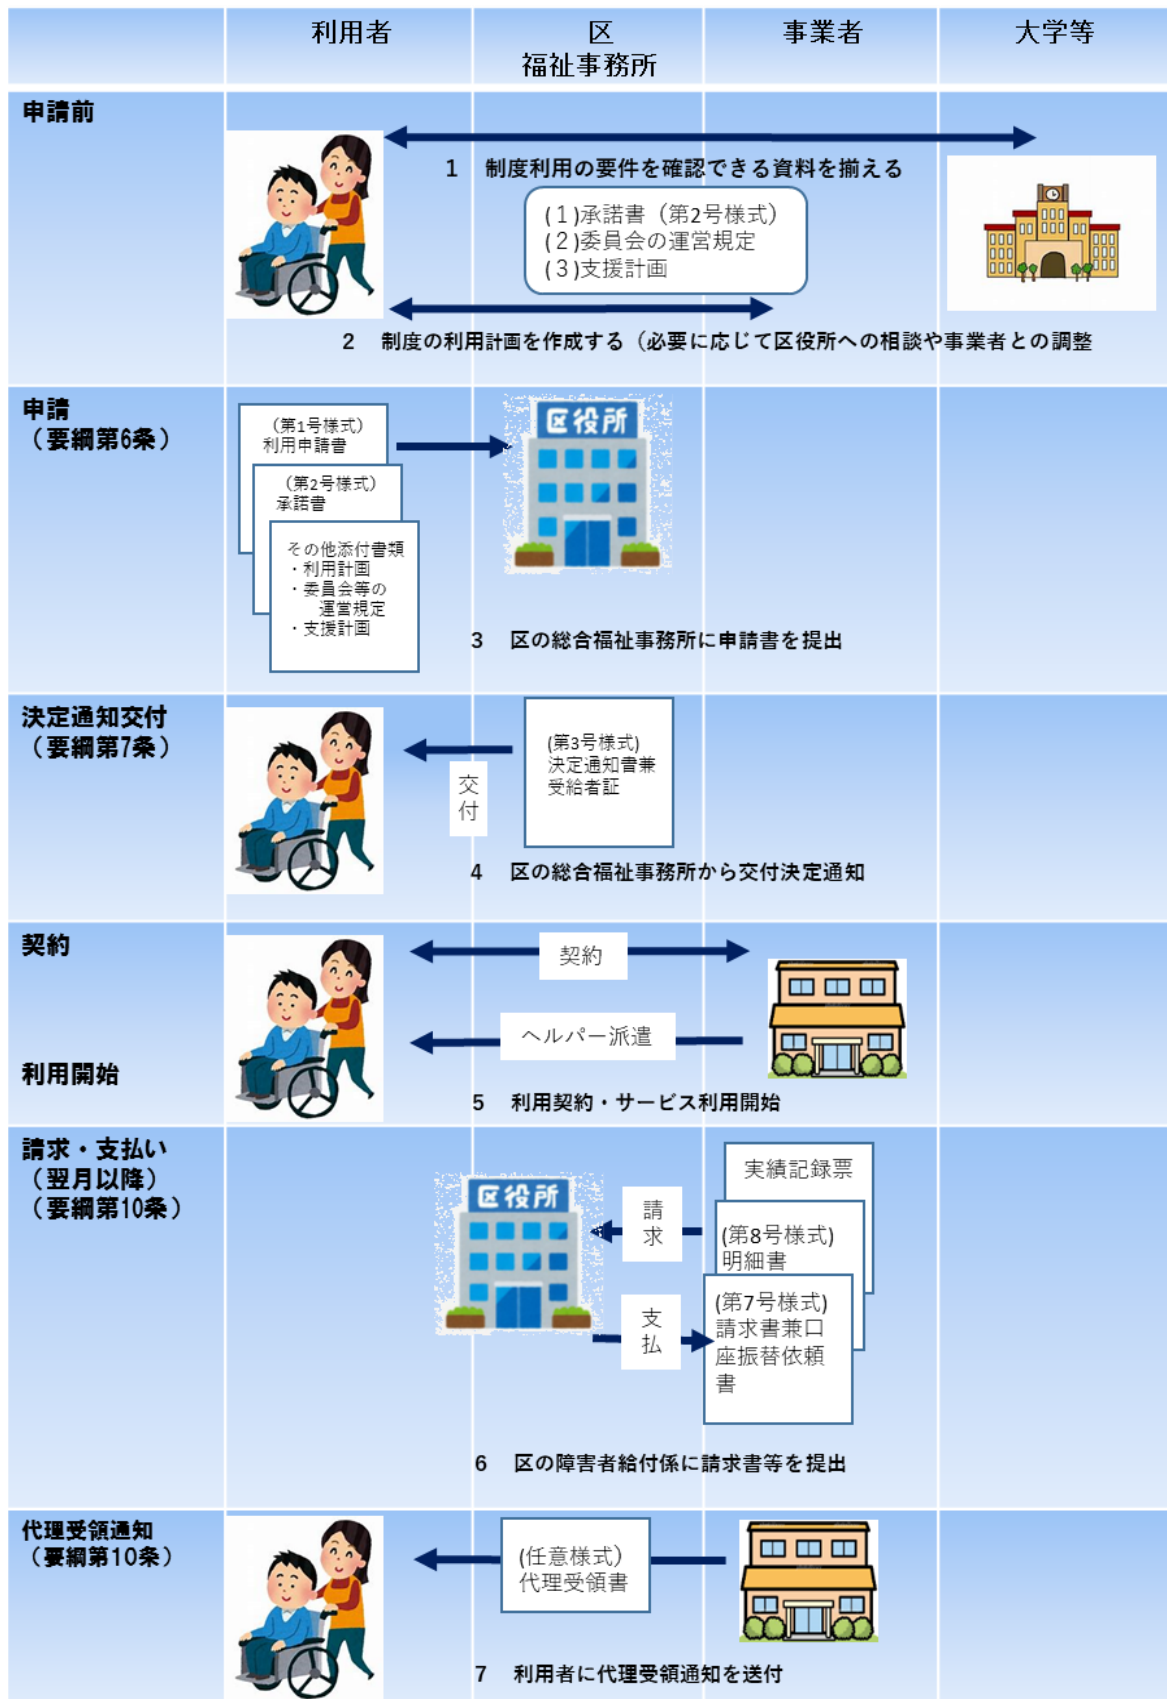 利用者
区
福祉事務所
事業者
大学等
申請前
1 制度利用の要件を確認できる資料を揃える
(１)承諾書（第2号様式）
(２)委員会の運営規定
(３)支援計画
2 制度の利用計画を作成する（必要に応じて区役所への相談や事業者との調整
申請
（要綱第6条）
（第1号様式）
利用申請書
（第2号様式）
承諾書
その他添付書類
・利用計画
・委員会等の
運営規定
・支援計画
区役所
3 区の総合福祉事務所に申請書を提出
決定通知交付
（要綱第7条）
交
付
(第3号様式)
決定通知書兼
受給者証
4 区の総合福祉事務所から交付決定通知
契約
契約
ヘルパー派遣
利用開始
5 利用契約・サービス利用開始
請求・支払い
（翌月以降）
（要綱第10条）
区役所
請
求
支
払
実績記録票
(第8号様式)
明細書
(第7号様式)
請求書兼口
座振替依頼
書
6 区の障害者給付係に請求書等を提出
代理受領通知
（要綱第10条）
(任意様式）
代理受領書
7 利用者に代理受領通知を送付